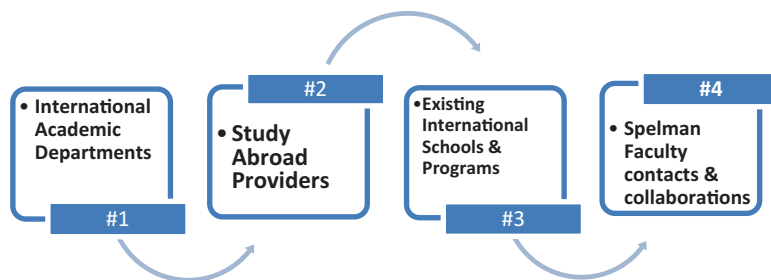 • International
Academic
Departments
#1
#2
• Study
Abroad
Providers
•Existing
International
Schools &
Programs
#3
#4
• Spelman
Faculty
contacts &
collaborations